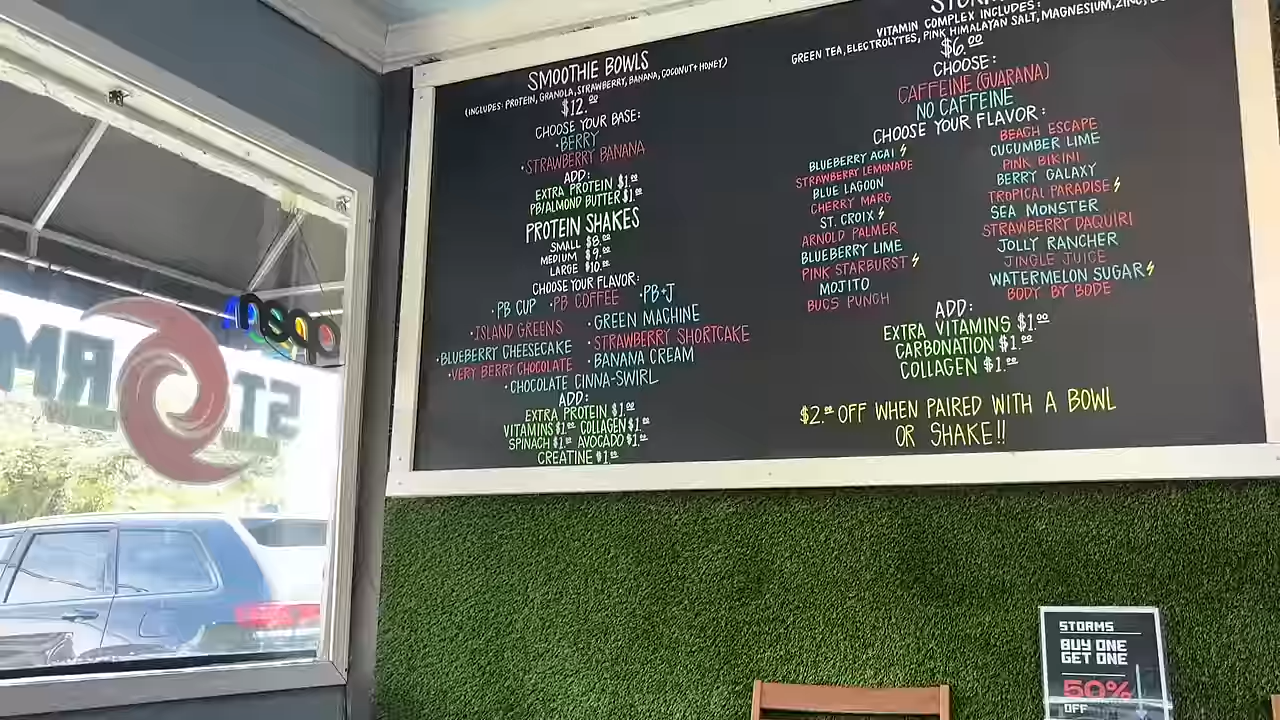 SMOOTHIE BOWLS
(INCLUDES: PROTEIN, GRANOLA, STRAWBERRY, BANANA, COCONUT + HONEY)
$12.00
CHOOSE YOUR BASE:
·BERRY
·STRAWBERRY BANANA
ADD:
EXTRA PROTEIN $1.00
PB/ALMOND BUTTER $1.00
PROTEIN SHAKES
SMALL $8.00
MEDIUM $9.00
LARGE $10.00
CHOOSE YOUR FLAVOR:
·PB CUP ·PB COFFEE ·PB+J
·ISLAND GREENS ·GREEN MACHINE
·BLUEBERRY CHEESECAKE ·STRAWBERRY SHORTCAKE
·VERY BERRY CHOCOLATE ·BANANA CREAM
·CHOCOLATE CINNA-SWIRL
ADD:
EXTRA PROTEIN $1.00
VITAMINS $1.00 COLLAGEN $1.00
SPINACH $1.00 AVOCADO $1.00
CREATINE $1.00
VITAMIN COMPLEX INCLUDES:
GREEN TEA, ELECTROLYTES, PINK HIMALAYAN SALT, MAGNESIUM, ZINC,
$6.00
CHOOSE:
CAFFEINE (GUARANA)
NO CAFFEINE
CHOOSE YOUR FLAVOR:
BLUEBERRY ACAI
STRAWBERRY LEMONADE
BLUE LAGOON
CHERRY MARG
ST. CROIX
ARNOLD PALMER
BLUEBERRY LIME
PINK STARBURST
MOJITO
BUCS PUNCH
BEACH ESCAPE
CUCUMBER LIME
PINK BIKINI
BERRY GALAXY
TROPICAL PARADISE
SEA MONSTER
STRAWBERRY DAQUIRI
JOLLY RANCHER
JINGLE JUICE
WATERMELON SUGAR
BODY BY BODE
ADD:
EXTRA VITAMINS $1.00
CARBONATION $1.00
COLLAGEN $1.00
$2.00 OFF WHEN PAIRED WITH A BOWL
OR SHAKE!!
open
STORM
STORMS
BUY ONE
GET ONE
50%
OFF